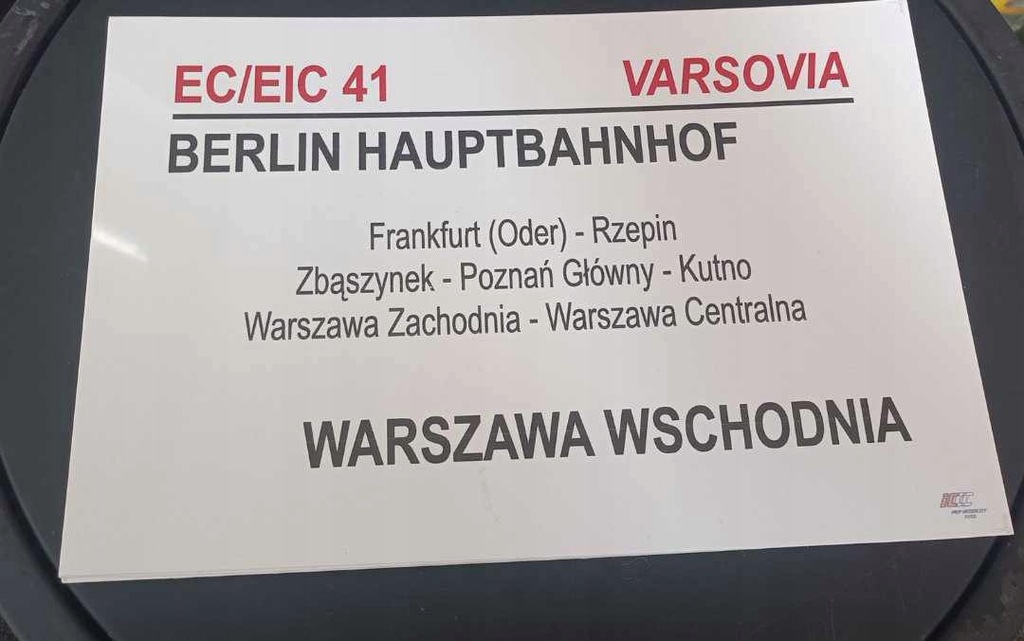 EC/EIC 41 VARSOVIA
BERLIN HAUPTBAHNHOF
Frankfurt (Oder) - Rzepin
Zbąszynek - Poznań Główny - Kutno
Warszawa Zachodnia - Warszawa Centralna
WARSZAWA WSCHODNIA